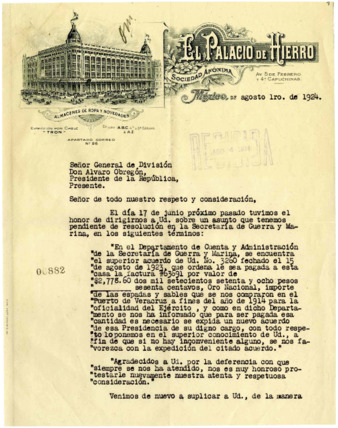 EL PALACIO DE HIERRO
SOCIEDAD ANONIMA
AV. 5 DE FEBRERO
Y 4ª CAPUCHINAS.
México, D.F. agosto 1ro. de 1924.
ALMACENES DE ROPA Y NOVEDADES
DIRECCION POR CABLE
"TRON"
APARTADO CORREO
Nº 26
RECIBIDA
Señor General de División
Don Alvaro Obregón,
Presidente de la República,
Presente.
Señor de todo nuestro respeto y consideración,
El día 17 de junio próximo pasado tuvimos el
honor de dirigirnos a Ud. sobre un asunto que tenemos
pendiente de resolución en la Secretaría de Guerra y Ma-
rina, en los siguientes términos:
"En el Departamento de Cuenta y Administración
"de la Secretaría de Guerra y Marina, se encuentra
"el superior acuerdo de Ud. No. 3260 fechado el 15
"de agosto de 1923, que ordena le sea pagada a esta
"casa la factura #63691 por valor de
"$2,778.60 dos mil setecientos setenta y ocho pesos
sesenta centavos, Oro Nacional, importe
"de las espadas y sables que se nos compraron en el
"puerto de Veracruz a fines del año de 1914 para la
"oficialidad del Ejército , y como en dicho Departa-
"mento se nos ha informado que para ser pagada esa
"cantidad es necesario se expida un nuevo acuerdo
"de esa Presidencia de su digno cargo, con todo respe-
"to lo ponemos en el superior conocimiento de Ud., a
"fin de que si no hay inconveniente alguno, se nos fa-
"vorezca con la expedición del citado acuerdo."
"Agradecidos a Ud. por la deferencia con que
"siempre se nos ha atendido, nos es muy honroso pro-
"testarle nuevamente nuestra atenta y respetuosa
"consideración."
Venimos de nuevo a suplicar a Ud., de la manera